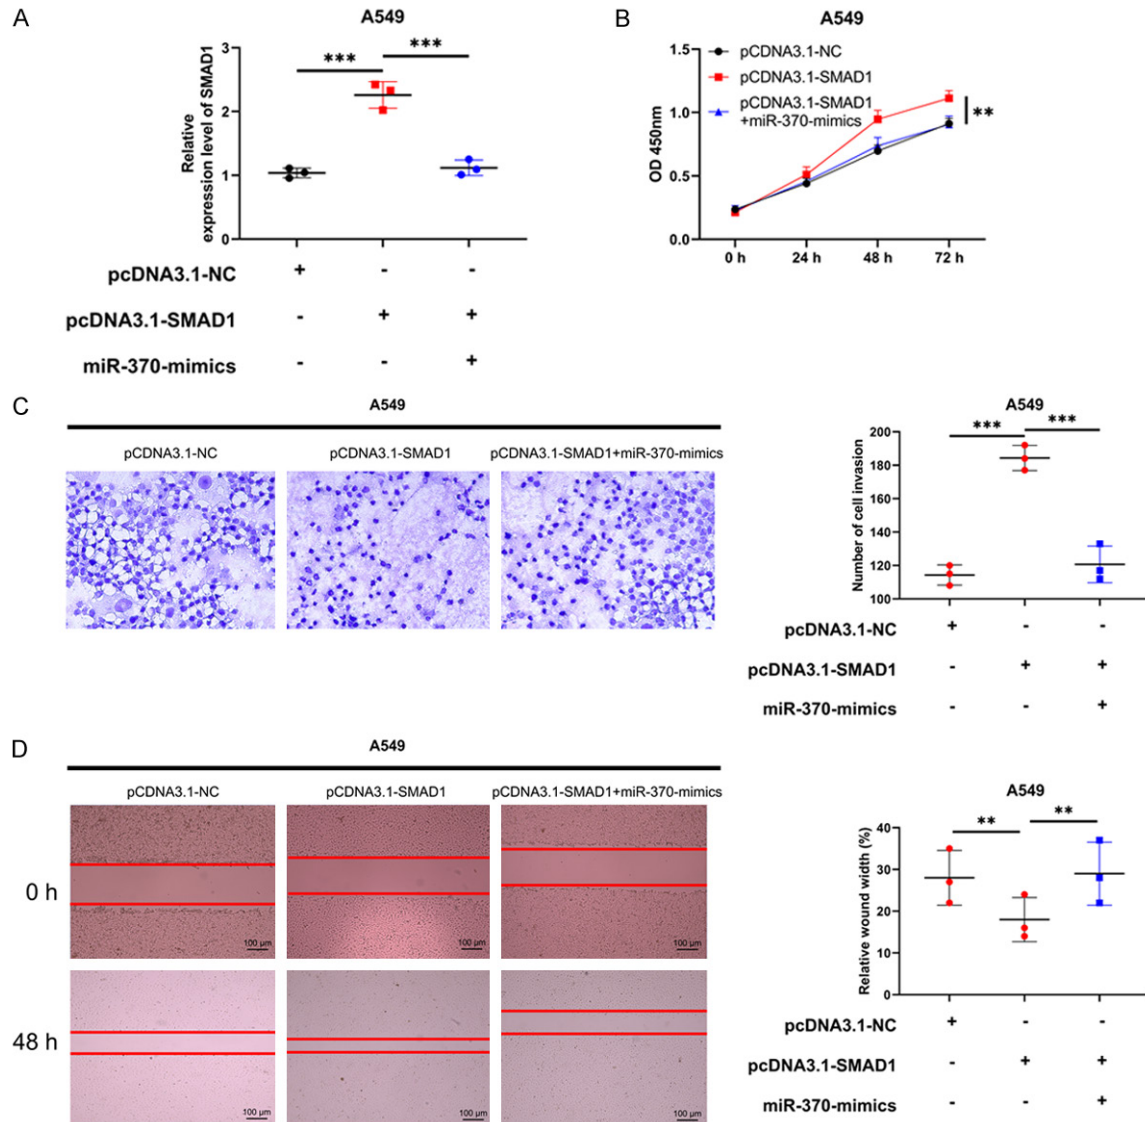 A
A549
***
***
Relative
expression level of SMAD1
3
2
1
0
pcDNA3.1-NC + - -
pcDNA3.1-SMAD1 - + +
miR-370-mimics - - +
B
A549
pCDNA3.1-NC
pCDNA3.1-SMAD1
pCDNA3.1-SMAD1
+miR-370-mimics
**
OD 450nm
1.5
1.0
0.5
0.0
0 h 24 h 48 h 72 h
C
A549
pCDNA3.1-NC pCDNA3.1-SMAD1 pCDNA3.1-SMAD1+miR-370-mimics
A549
***
***
Number of cell invasion
200
180
160
140
120
100
pcDNA3.1-NC + - -
pcDNA3.1-SMAD1 - + +
miR-370-mimics - - +
D
A549
pCDNA3.1-NC pCDNA3.1-SMAD1 pCDNA3.1-SMAD1+miR-370-mimics
0 h
100 µm 100 µm 100 µm
48 h
100 µm 100 µm 100 µm
A549
**
**
Relative wound width (%)
40
30
20
10
0
pcDNA3.1-NC + - -
pcDNA3.1-SMAD1 - + +
miR-370-mimics - - +